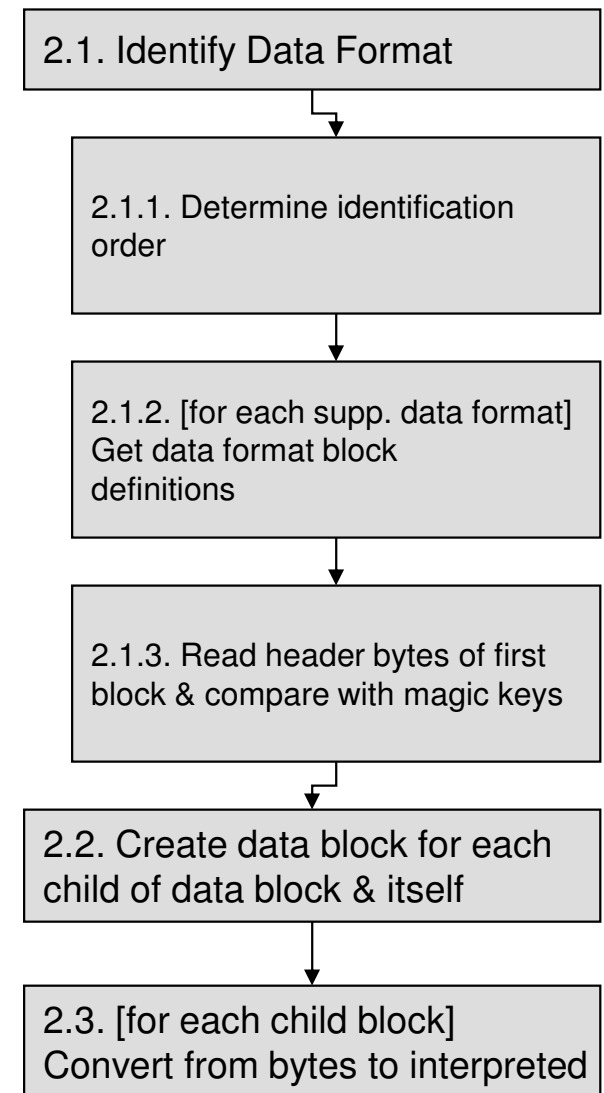 2.1. Identify Data Format
2.1.1. Determine identification
order
2.1.2. [for each supp. data format]
Get data format block
definitions
2.1.3. Read header bytes of first
block & compare with magic keys
2.2. Create data block for each
child of data block & itself
2.3. [for each child block]
Convert from bytes to interpreted